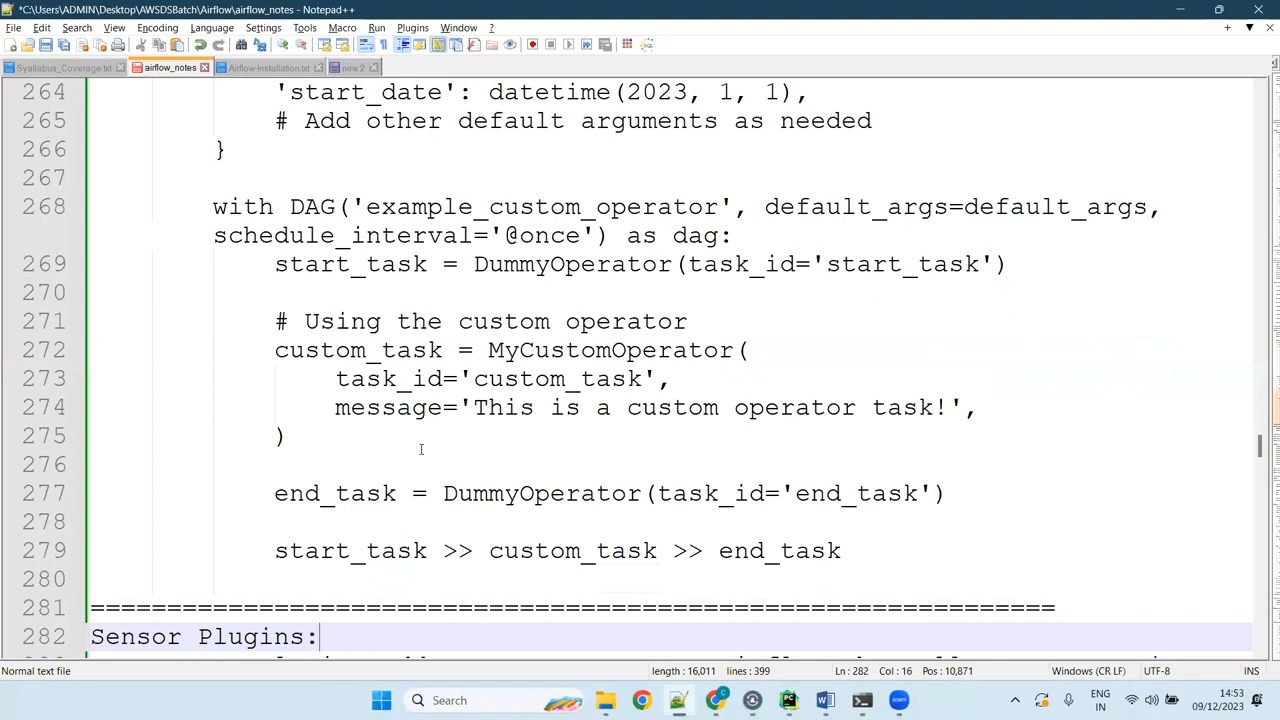 *C:\Users\ADMIN\Desktop\AWSDSBatch\Airflow\airflow_notes - Notepad++
File Edit Search View Encoding Language Settings Tools Macro Run Plugins Window ?
Syallabus_Coverage.txt airflow_notes Airflow-Installation.txt new 2
264 'start_date': datetime(2023, 1, 1),
265 # Add other default arguments as needed
266 }
267
268 with DAG('example_custom_operator', default_args=default_args,
schedule_interval='@once') as dag:
269 start_task = DummyOperator(task_id='start_task')
270
271 # Using the custom operator
272 custom_task = MyCustomOperator(
273 task_id='custom_task',
274 message='This is a custom operator task!',
275 )
276
277 end_task = DummyOperator(task_id='end_task')
278
279 start_task >> custom_task >> end_task
280
281 ===============================================================
282 Sensor Plugins:
Normal text file length : 16,011 lines : 399 Ln : 282 Col : 16 Pos : 10,871 Windows (CR LF) UTF-8 INS
Search ENG IN 14:53 09/12/2023